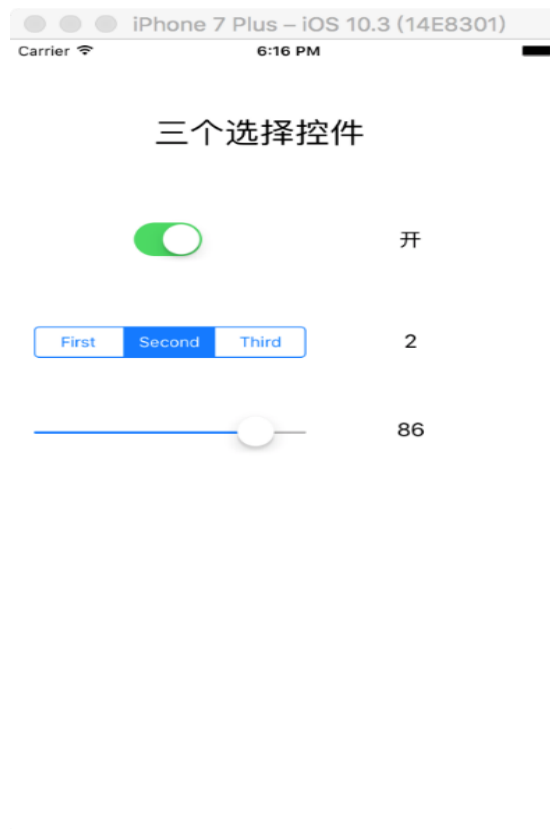 iPhone 7 Plus – iOS 10.3 (14E8301)
Carrier 6:16 PM
三个选择控件
开
First Second Third 2
86